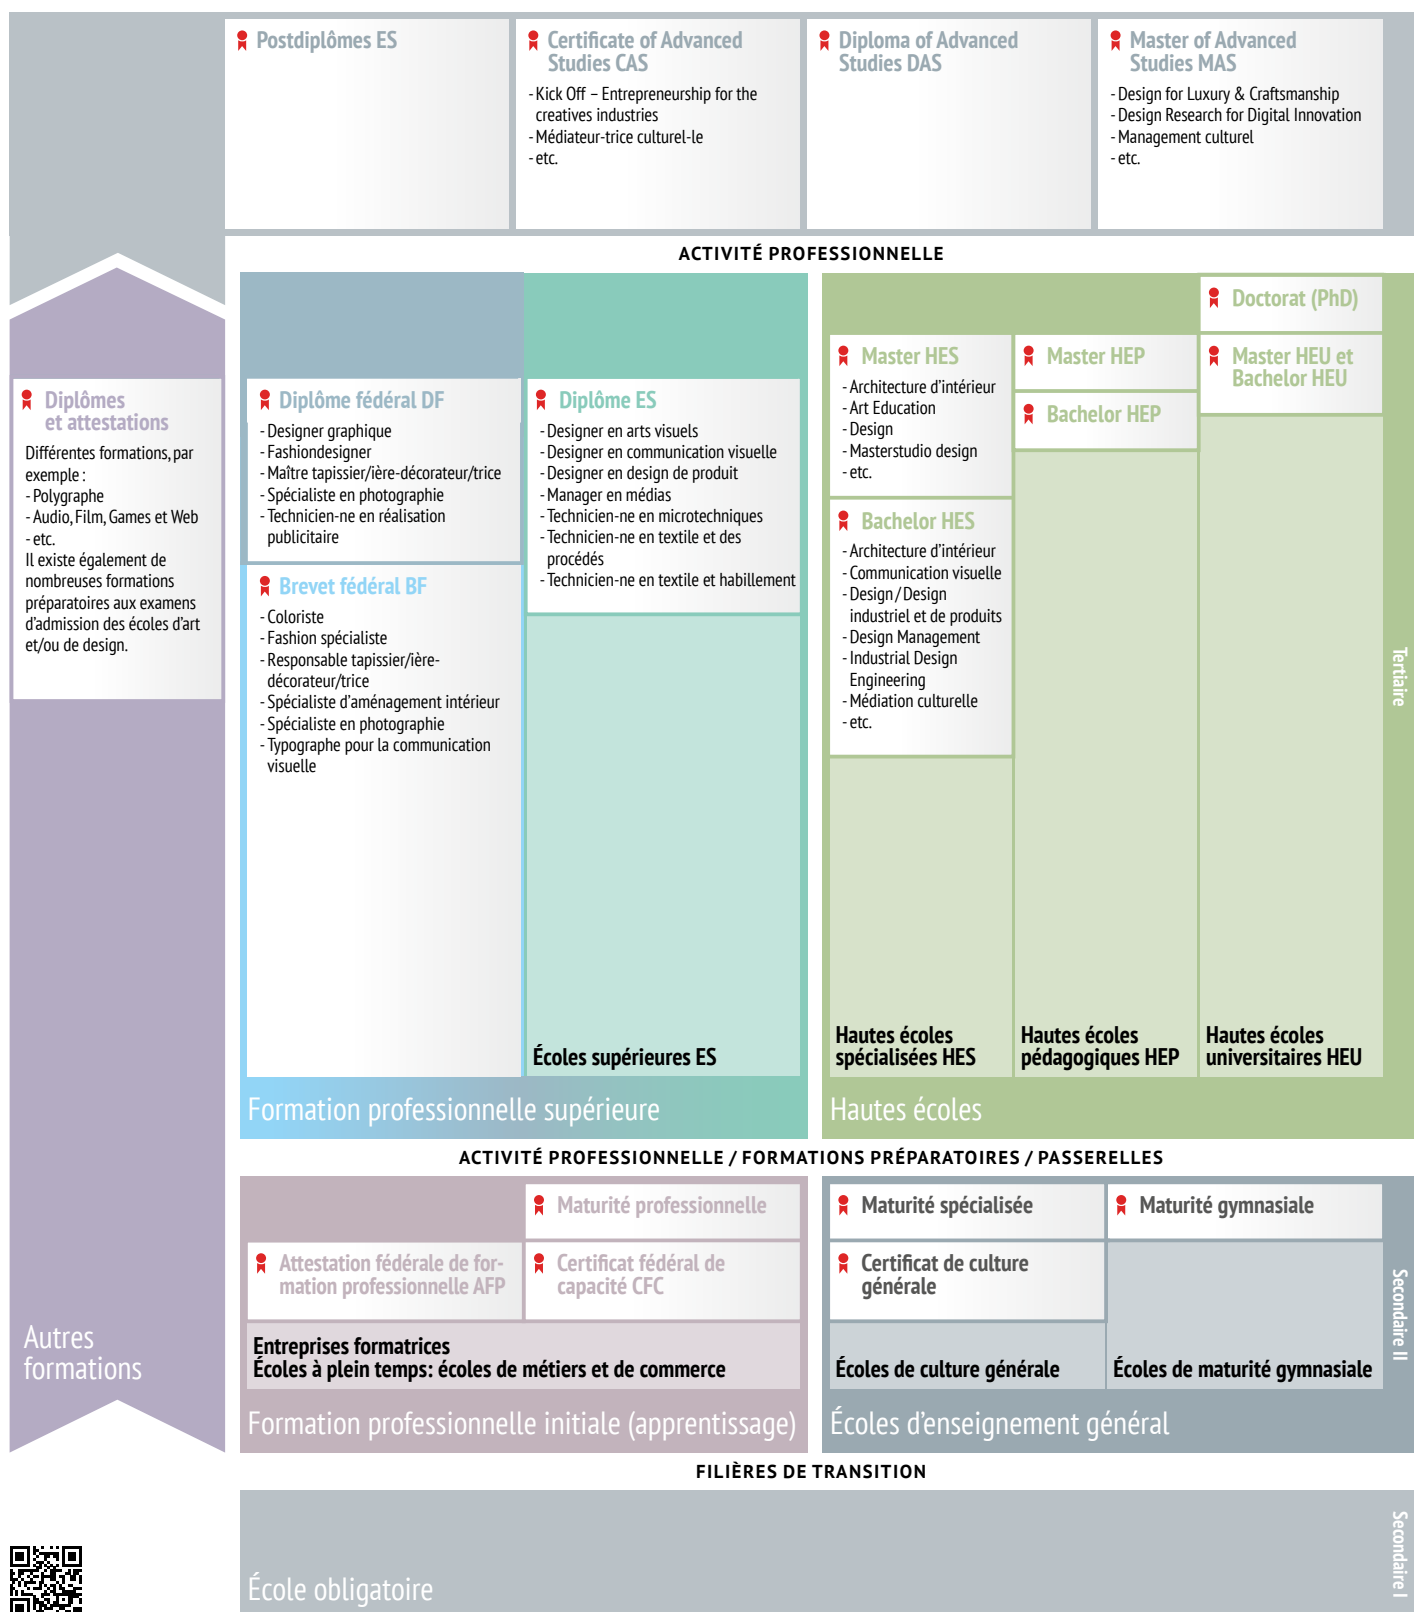 Postdiplômes ES
Certificate of Advanced
Studies CAS
- Kick Off – Entrepreneurship for the
creatives industries
- Médiateur-trice culturel-le
- etc.
Diploma of Advanced
Studies DAS
Master of Advanced
Studies MAS
- Design for Luxury & Craftsmanship
- Design Research for Digital Innovation
- Management culturel
- etc.
ACTIVITÉ PROFESSIONNELLE
Diplômes
et attestations
Différentes formations, par
exemple :
- Polygraphe
- Audio, Film, Games et Web
- etc.
Il existe également de
nombreuses formations
préparatoires aux examens
d'admission des écoles d'art
et/ou de design.
Autres
formations
Diplôme fédéral DF
- Designer graphique
- Fashiondesigner
- Maître tapissier/ière-décorateur/trice
- Spécialiste en photographie
- Technicien-ne en réalisation
publicitaire
Brevet fédéral BF
- Coloriste
- Fashion spécialiste
- Responsable tapissier/ière-
décorateur/trice
- Spécialiste d'aménagement intérieur
- Spécialiste en photographie
- Typographe pour la communication
visuelle
Diplôme ES
- Designer en arts visuels
- Designer en communication visuelle
- Designer en design de produit
- Manager en médias
- Technicien-ne en microtechniques
- Technicien-ne en textile et des
procédés
- Technicien-ne en textile et habillement
Écoles supérieures ES
Formation professionnelle supérieure
Master HES
- Architecture d'intérieur
- Art Education
- Design
- Masterstudio design
- etc.
Bachelor HES
- Architecture d'intérieur
- Communication visuelle
- Design / Design
industriel et de produits
- Design Management
- Industrial Design
Engineering
- Médiation culturelle
- etc.
Hautes écoles
spécialisées HES
Master HEP
Bachelor HEP
Hautes écoles
pédagogiques HEP
Doctorat (PhD)
Master HEU et
Bachelor HEU
Hautes écoles
universitaires HEU
Hautes écoles
Tertiaire
ACTIVITÉ PROFESSIONNELLE / FORMATIONS PRÉPARATOIRES / PASSERELLES
Maturité professionnelle
Attestation fédérale de for-
mation professionnelle AFP
Certificat fédéral de
capacité CFC
Entreprises formatrices
Écoles à plein temps: écoles de métiers et de commerce
Formation professionnelle initiale (apprentissage)
Maturité spécialisée
Certificat de culture
générale
Écoles de culture générale
Maturité gymnasiale
Écoles de maturité gymnasiale
Écoles d'enseignement général
Secondaire II
FILIÈRES DE TRANSITION
École obligatoire
Secondaire I